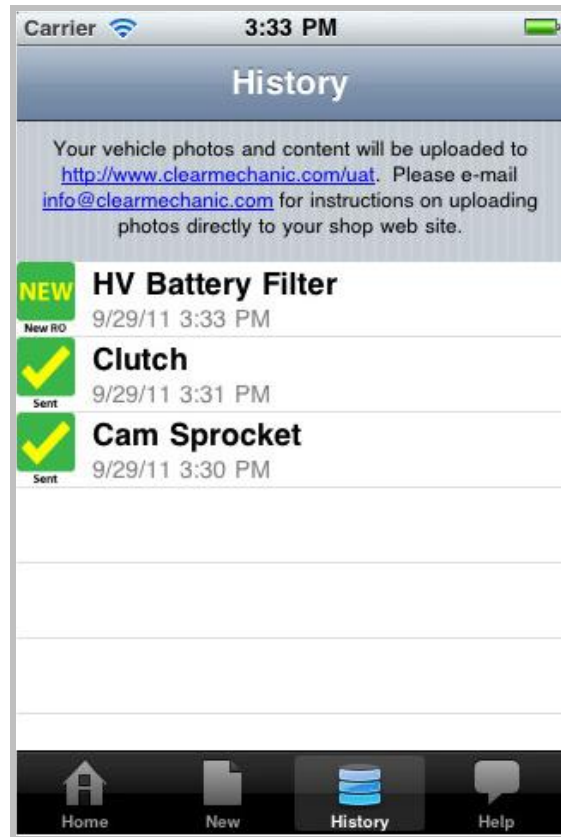 Carrier 3:33 PM
History
Your vehicle photos and content will be uploaded to
http://www.clearmechanic.com/uat. Please e-mail
info@clearmechanic.com for instructions on uploading
photos directly to your shop web site.
NEW
New RO
HV Battery Filter
9/29/11 3:33 PM
Sent
Clutch
9/29/11 3:31 PM
Sent
Cam Sprocket
9/29/11 3:30 PM
Home New History Help